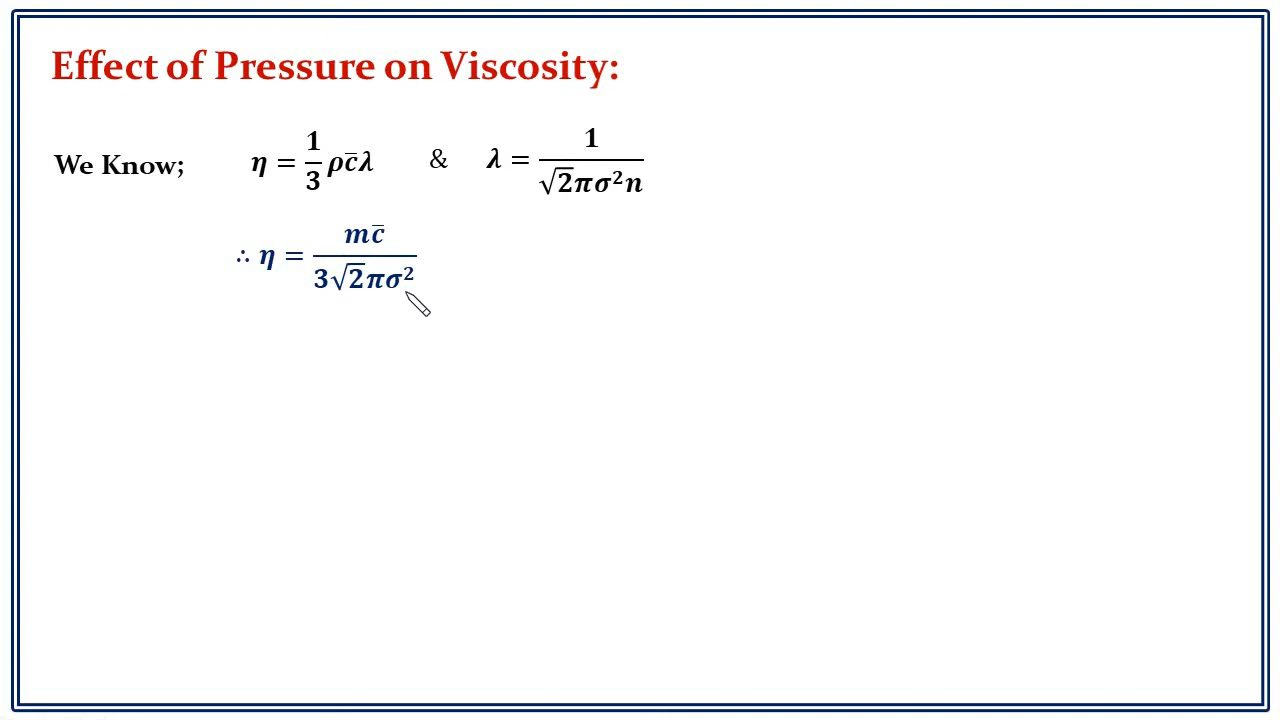 Effect of Pressure on Viscosity:
We Know; η = 1/3 ρc̅λ & λ = 1/(√2πσ²n)
∴ η = mc̅/(3√2πσ²)